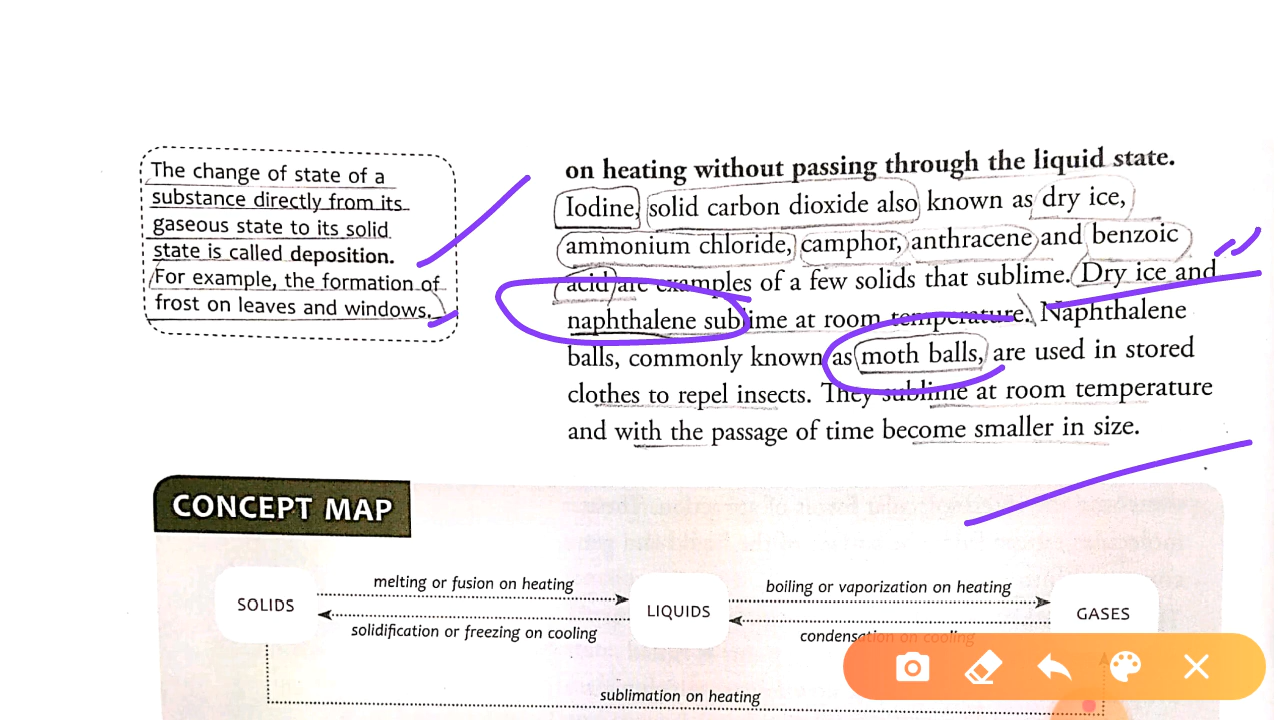 The change of state of a
substance directly from its
gaseous state to its solid
state is called deposition.
For example, the formation of
frost on leaves and windows.
on heating without passing through the liquid state.
Iodine, solid carbon dioxide also known as dry ice,
ammonium chloride, camphor, anthracene and benzoic
acid are examples of a few solids that sublime. Dry ice and
naphthalene sublime at room temperature. Naphthalene
balls, commonly known as moth balls, are used in stored
clothes to repel insects. They sublime at room temperature
and with the passage of time become smaller in size.
CONCEPT MAP
melting or fusion on heating
boiling or vaporization on heating
SOLIDS
LIQUIDS
GASES
solidification or freezing on cooling
condensation on cooling
sublimation on heating